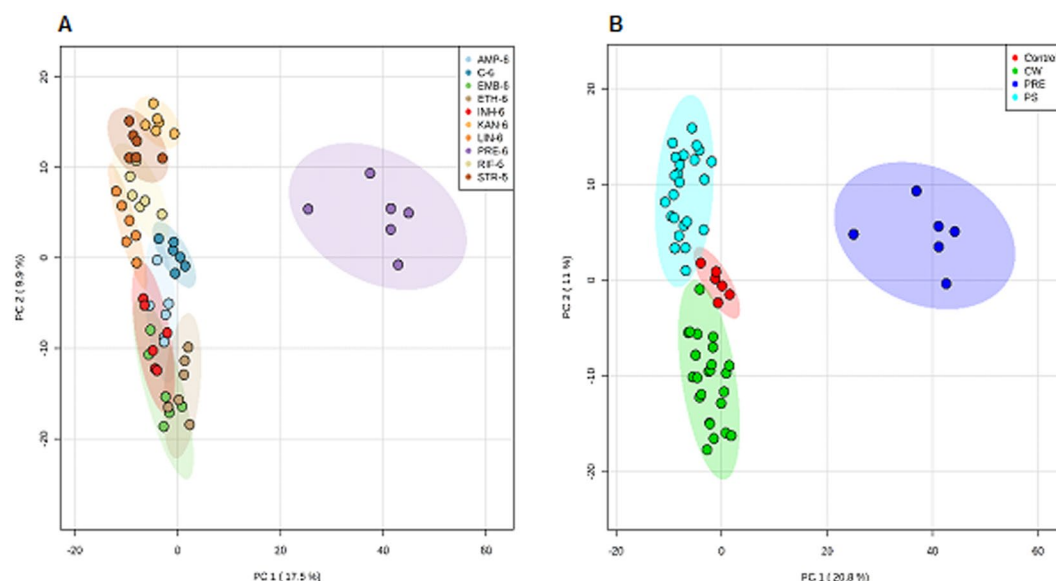 A
B
AMP-6
C-6
EMB-6
ETH-6
INH-6
KAN-6
LIN-6
PRE-6
RIF-6
STR-6
Contro
CW
PRE
PS
20
10
0
-10
-20
PC 2 ( 9.9 %)
-20
0
20
40
60
PC 1 ( 17.5 %)
20
10
0
-10
-20
PC 2 ( 11 %)
-20
0
20
40
60
PC 1 ( 20.8 %)